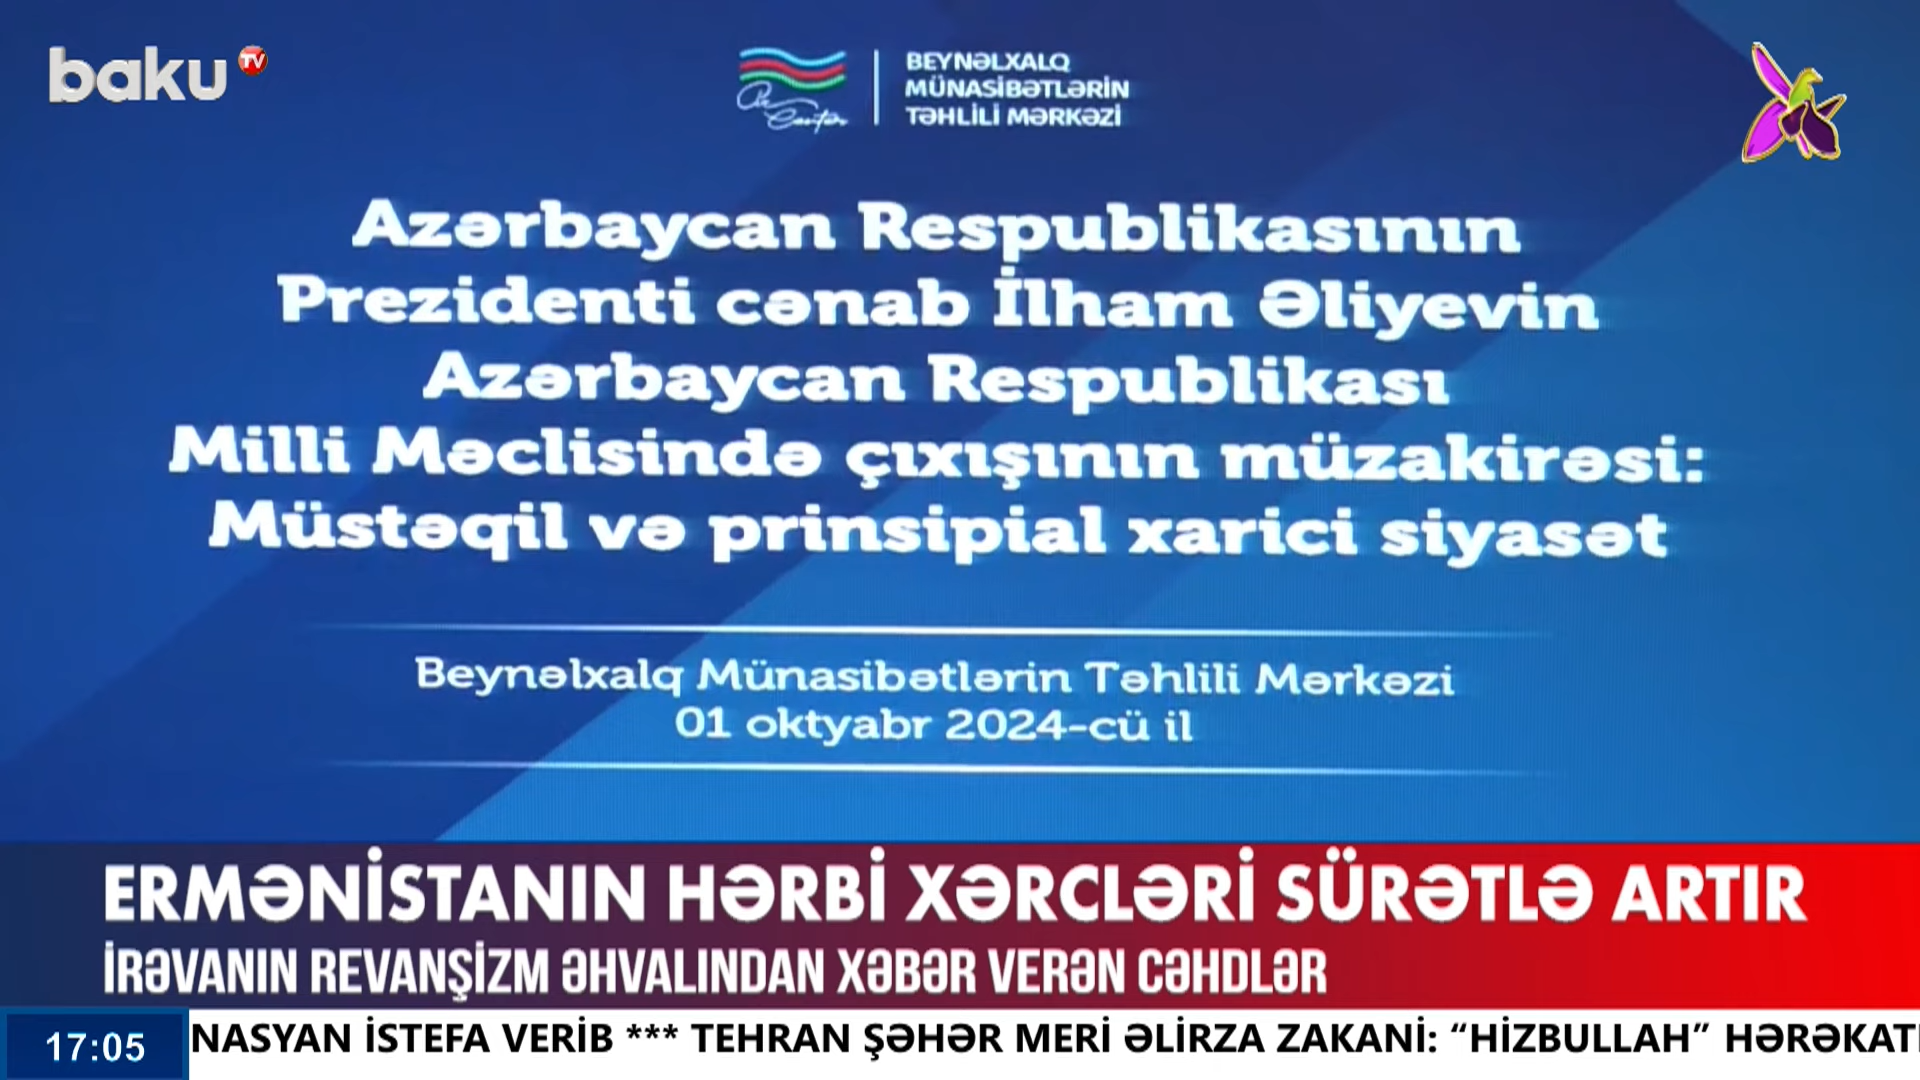 baku TV
BEYNƏLXALQ
MÜNASİBƏTLƏRİN
TƏHLİLİ MƏRKƏZİ
Azərbaycan Respublikasının
Prezidenti cənab İlham Əliyevin
Azərbaycan Respublikası
Milli Məclisində çıxışının müzakirəsi:
Müstəqil və prinsipial xarici siyasət
Beynəlxalq Münasibətlərin Təhlili Mərkəzi
01 oktyabr 2024-cü il
ERMƏNİSTANIN HƏRBİ XƏRCLƏRİ SÜRƏTLƏ ARTIR
İRƏVANIN REVANŞİZM ƏHVALINDAN XƏBƏR VERƏN CƏHDLƏR
17:05 NASYAN İSTEFA VERİB *** TEHRAN ŞƏHƏR MERİ ƏLİRZA ZAKANİ: “HİZBULLAH” HƏRƏKATI